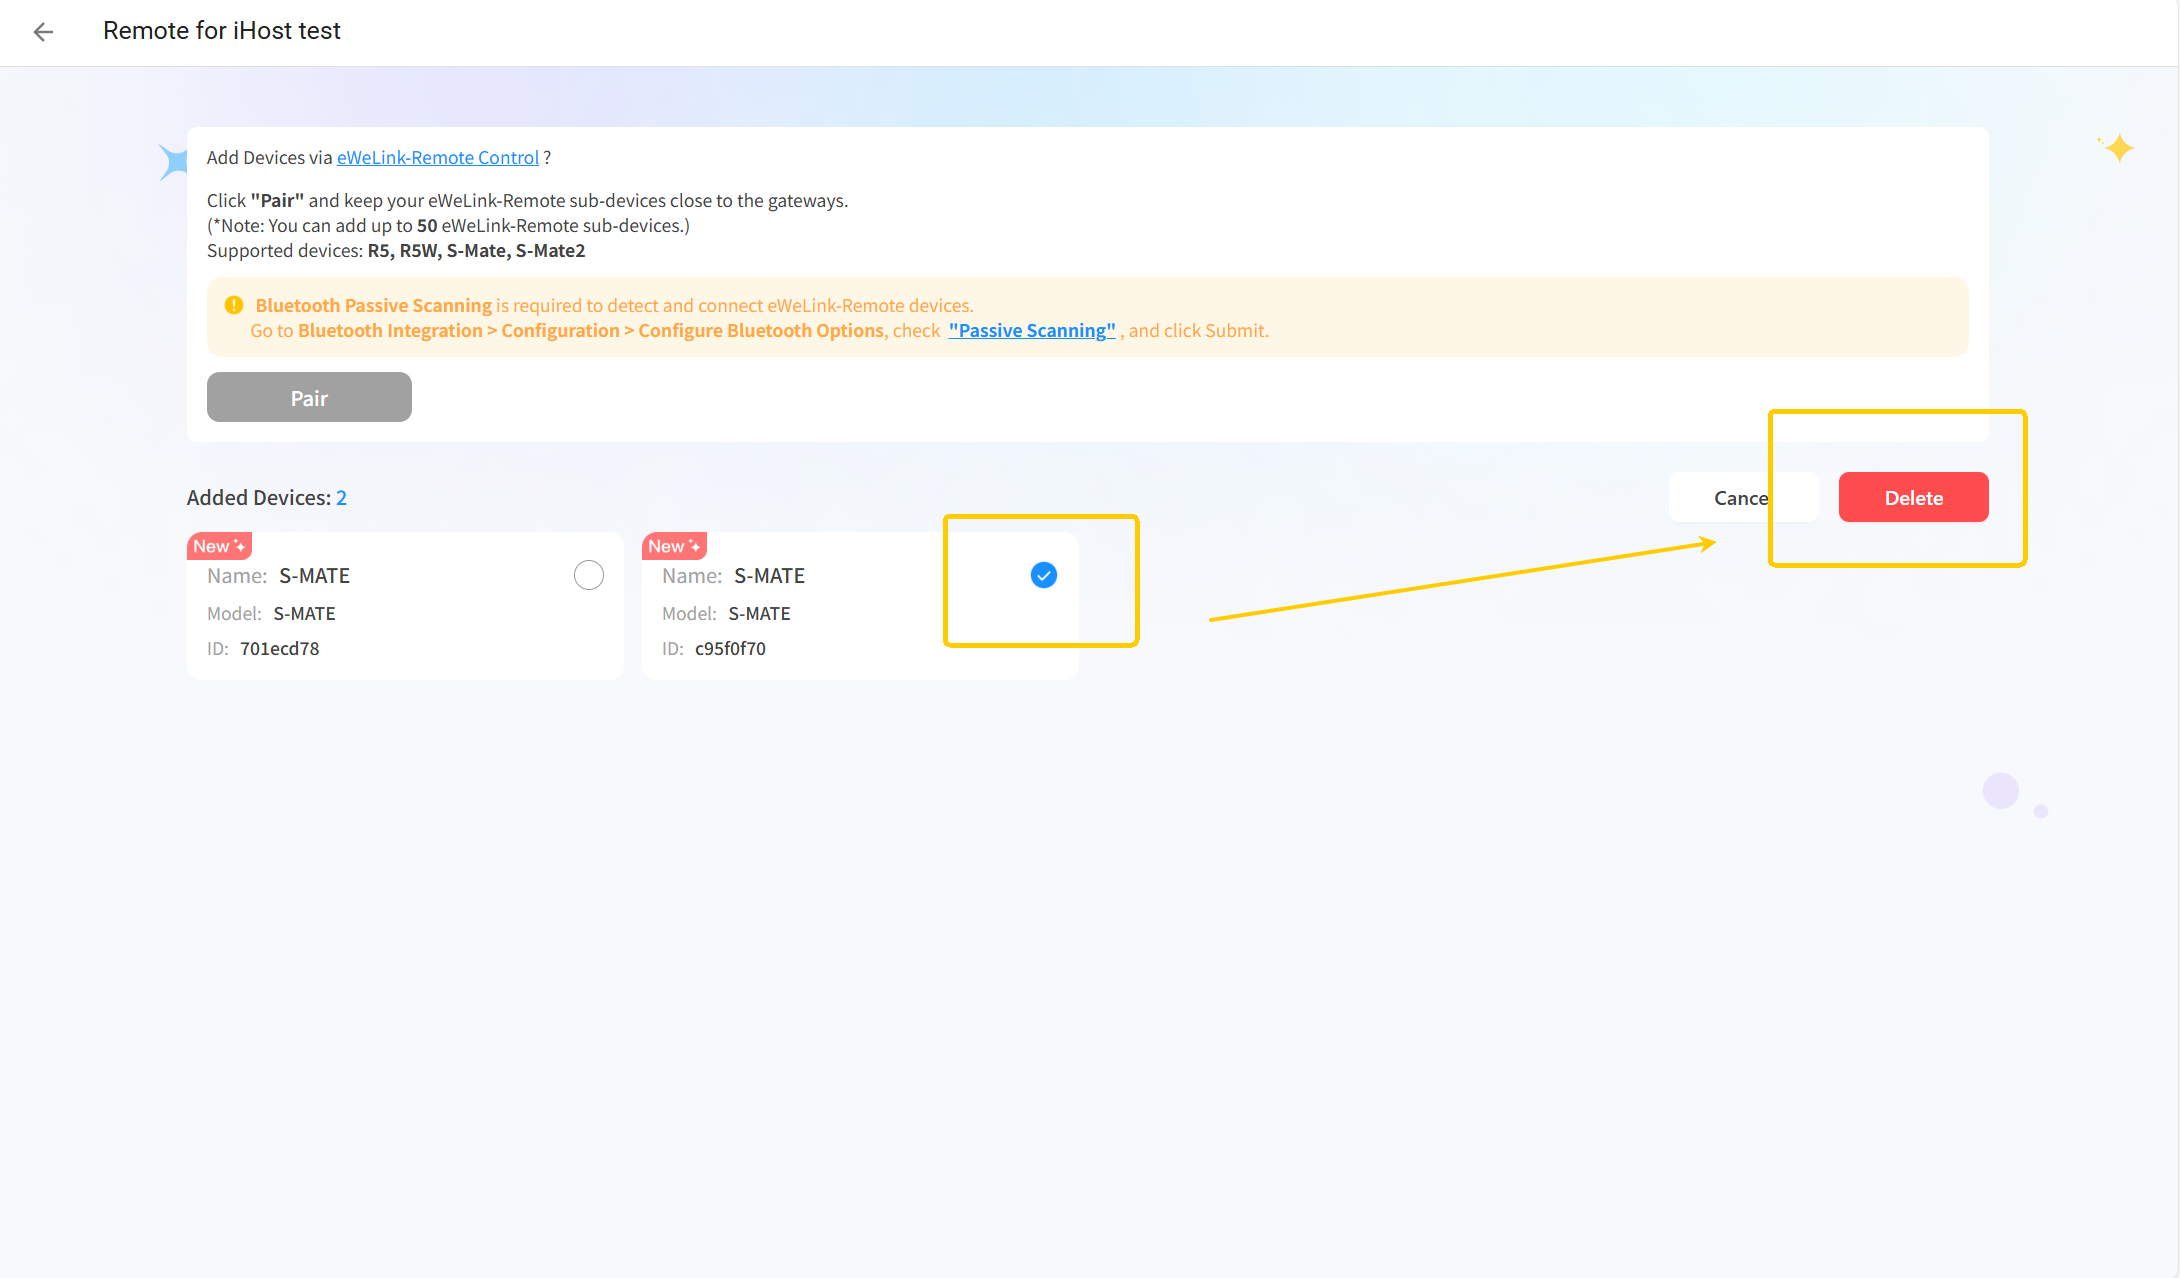 Remote for iHost test
Add Devices via eWeLink-Remote Control ?
Click "Pair" and keep your eWeLink-Remote sub-devices close to the gateways.
(*Note: You can add up to 50 eWeLink-Remote sub-devices.)
Supported devices: R5, R5W, S-Mate, S-Mate2
Bluetooth Passive Scanning is required to detect and connect eWeLink-Remote devices.
Go to Bluetooth Integration > Configuration > Configure Bluetooth Options, check "Passive Scanning" , and click Submit.
Pair
Added Devices: 2
Cance
Delete
New
Name: S-MATE
Model: S-MATE
ID: 701ecd78
New
Name: S-MATE
Model: S-MATE
ID: c95f0f70